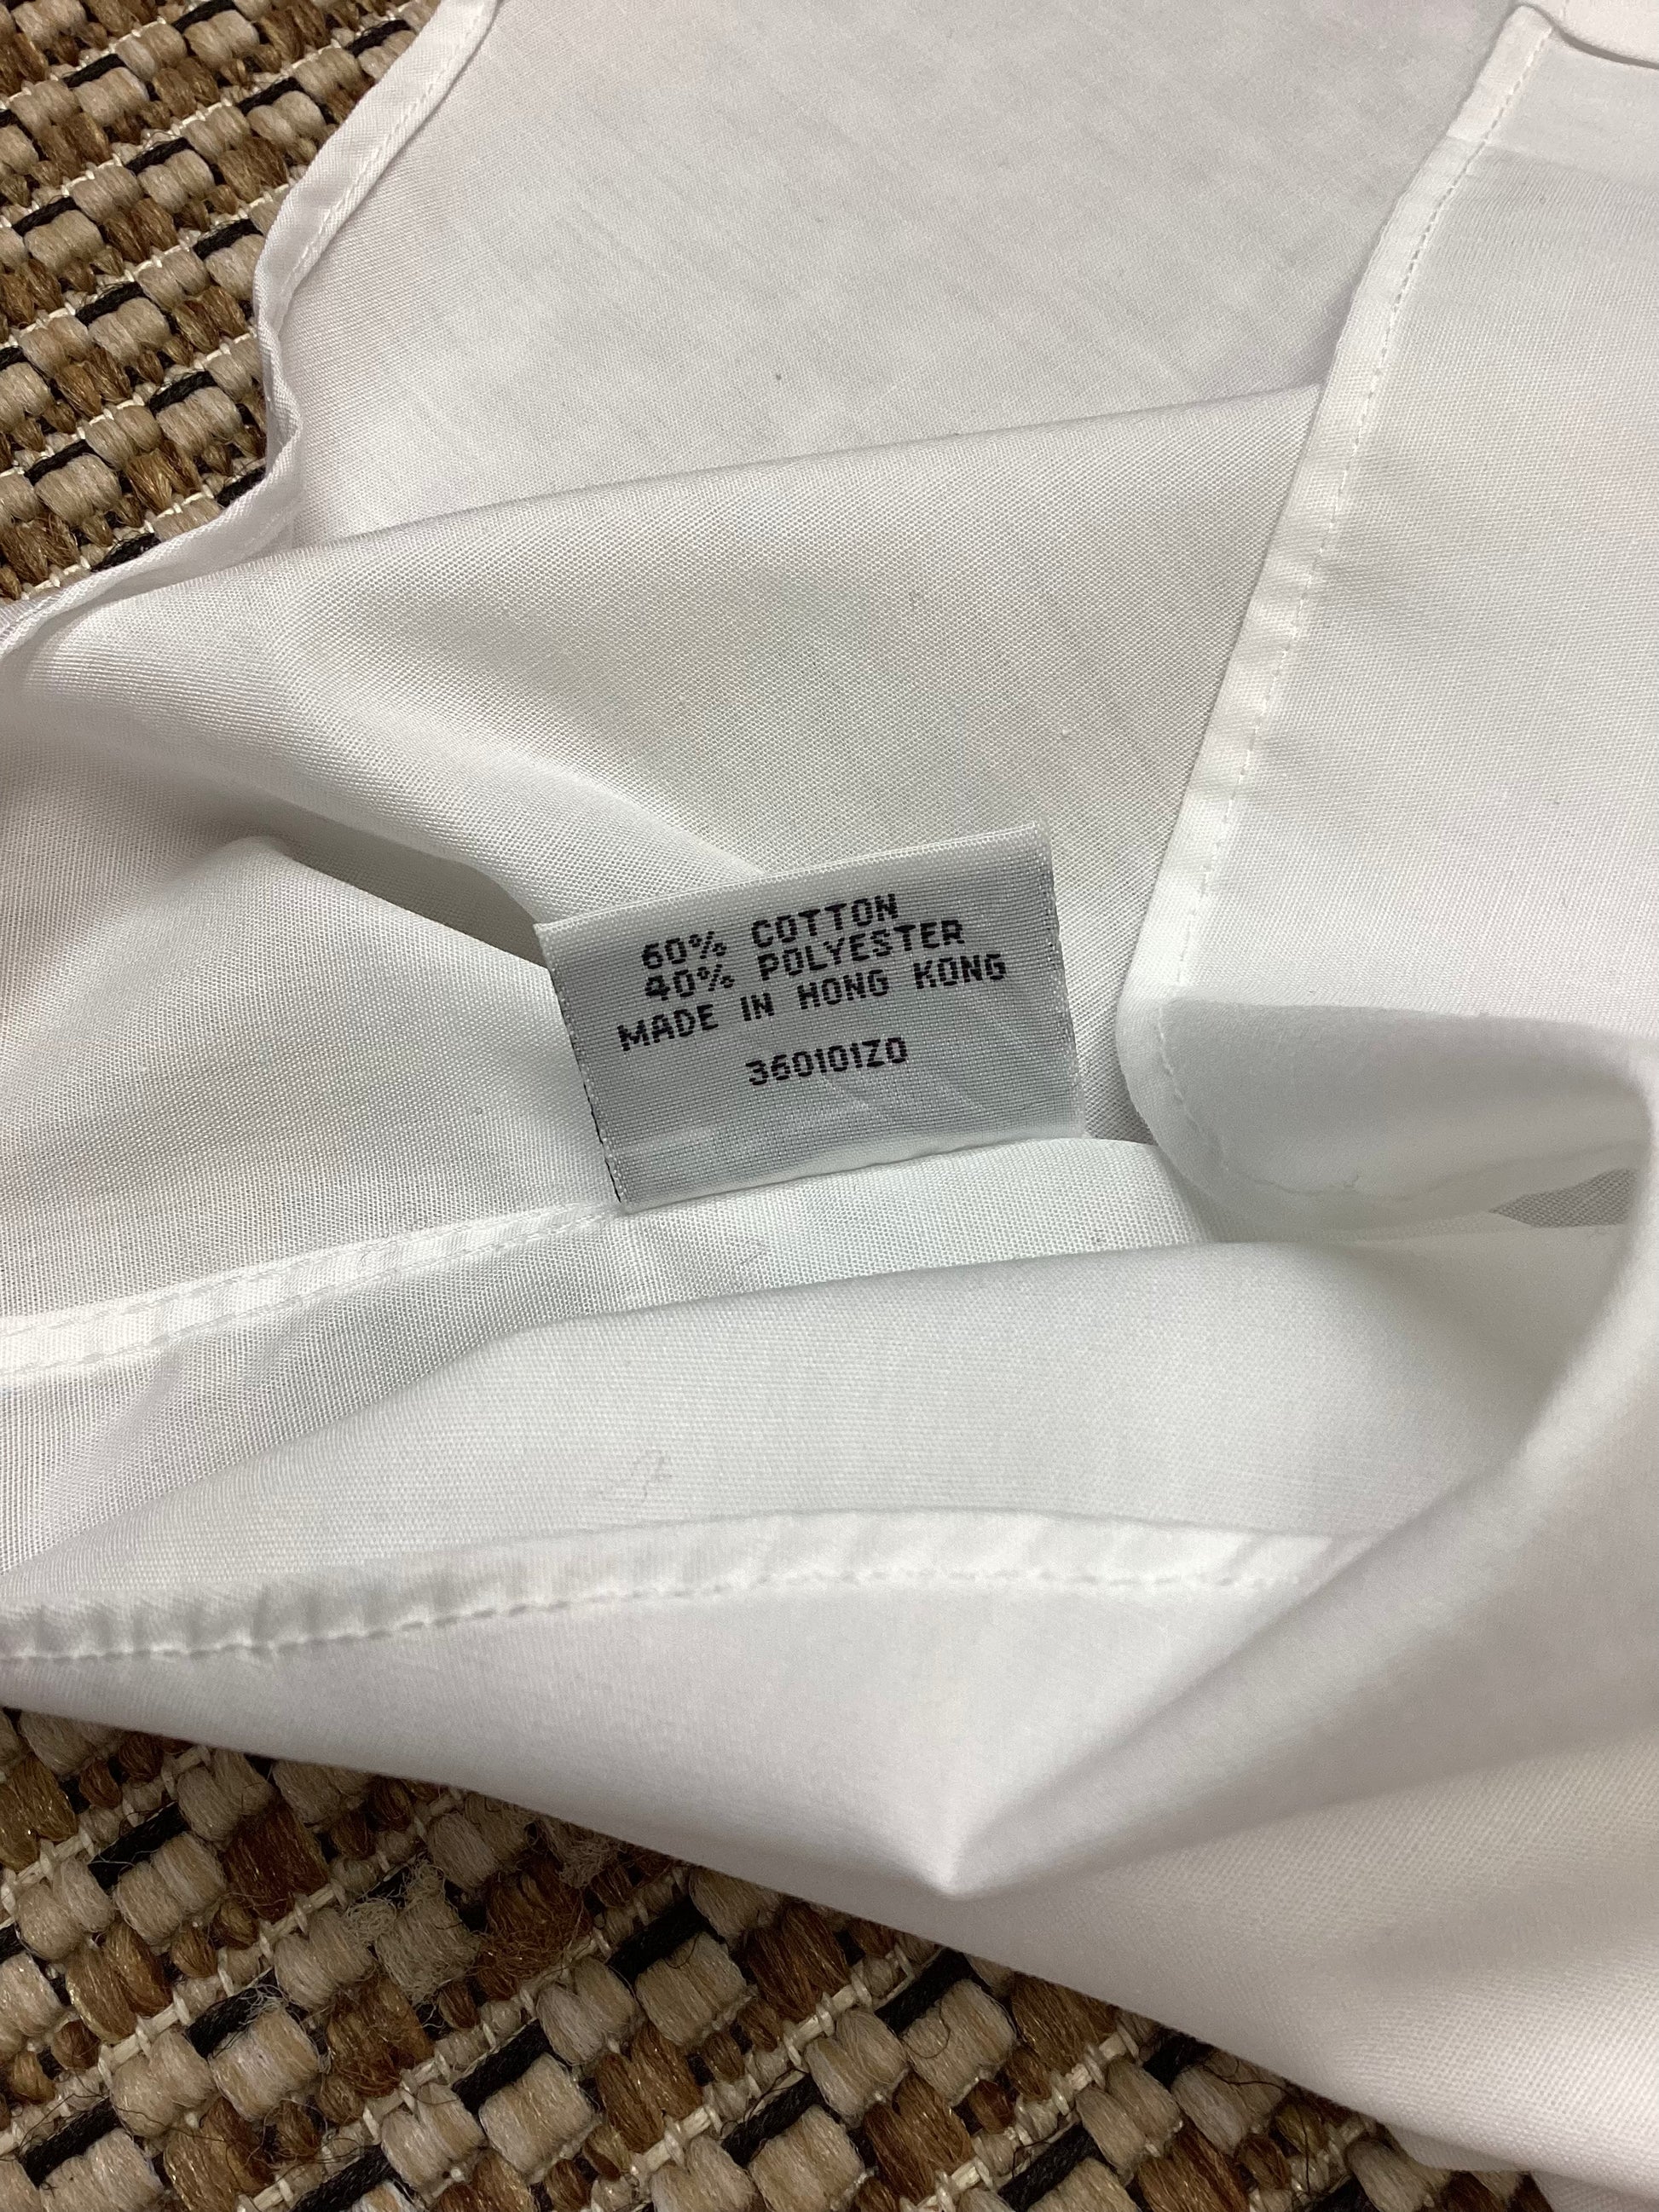 60% COTTON
40% POLYESTER
MADE IN HONG KONG
360101Z0